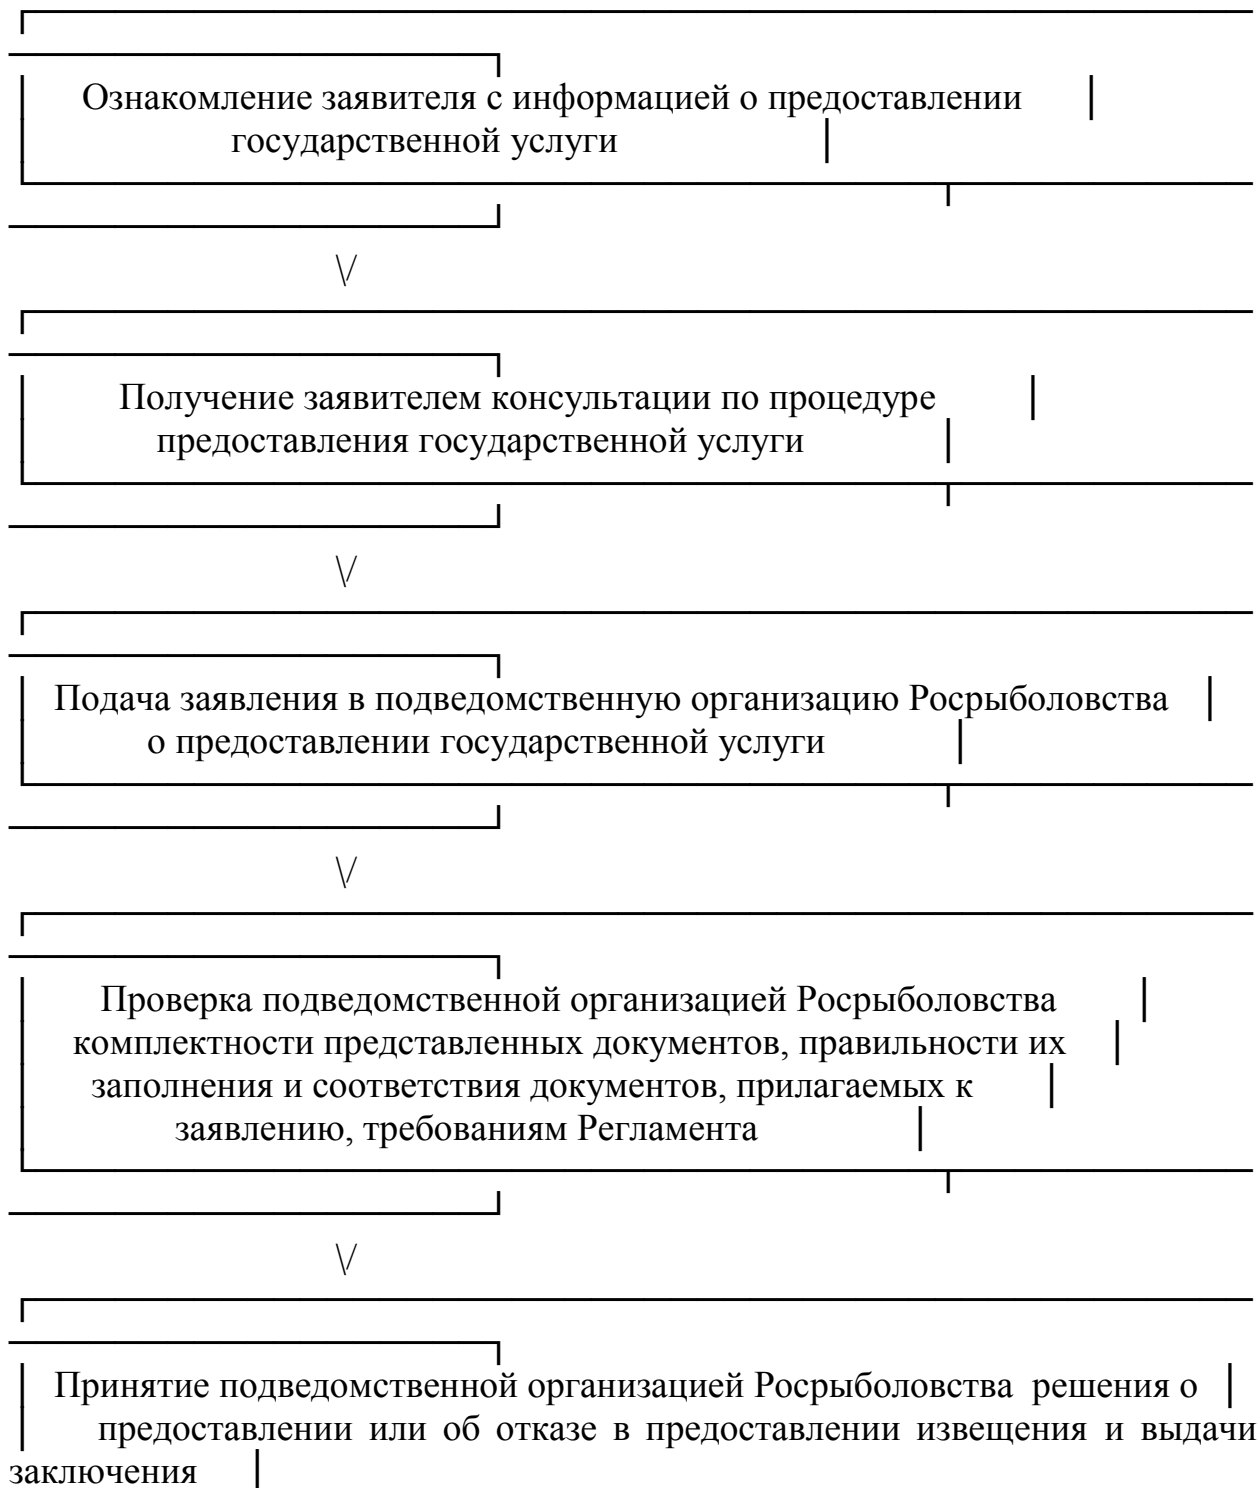 Ознакомление заявителя с информацией о предоставлении
государственной услуги
\/
Получение заявителем консультации по процедуре
предоставления государственной услуги
\/
Подача заявления в подведомственную организацию Росрыболовства
о предоставлении государственной услуги
\/
Проверка подведомственной организацией Росрыболовства
комплектности представленных документов, правильности их
заполнения и соответствия документов, прилагаемых к
заявлению, требованиям Регламента
\/
Принятие подведомственной организацией Росрыболовства решения о
предоставлении или об отказе в предоставлении извещения и выдачи
заключения